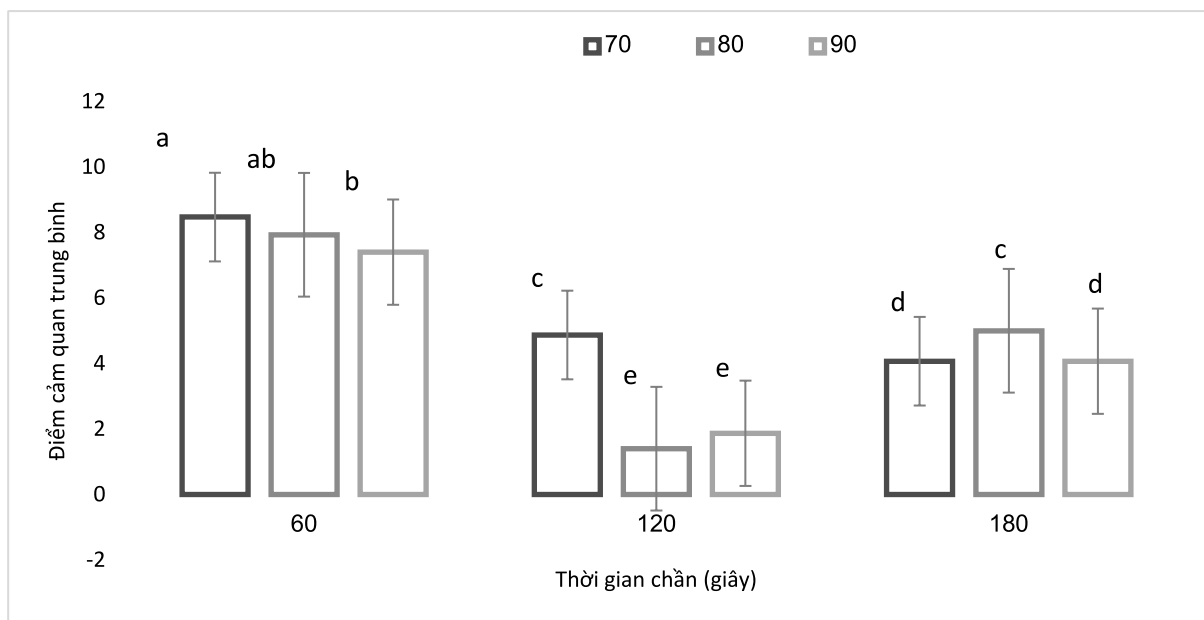 70 80 90
12
10
8
6
4
2
0
-2
Điểm cảm quan trung bình
a ab b
c e e
d c d
60 120 180
Thời gian chần (giây)